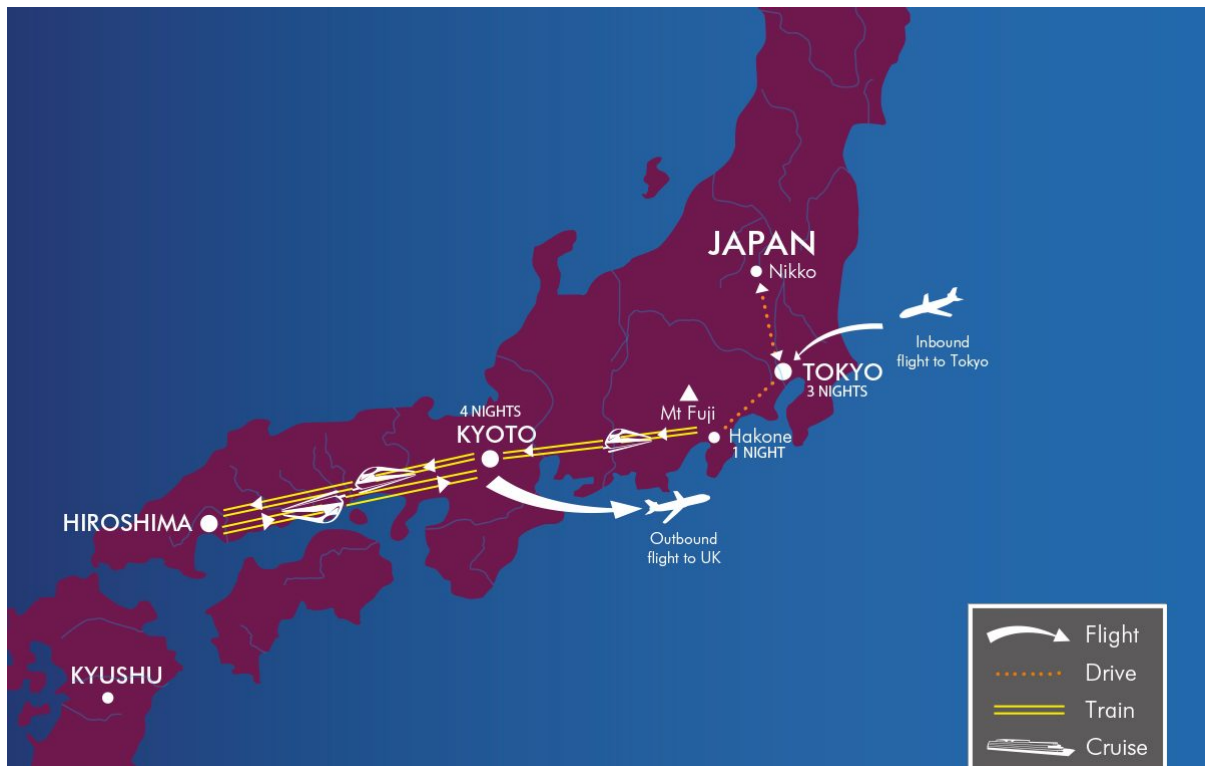 JAPAN
Nikko
Inbound
flight to Tokyo
TOKYO
3 NIGHTS
Mt Fuji
Hakone
1 NIGHT
4 NIGHTS
KYOTO
HIROSHIMA
Outbound
flight to UK
KYUSHU
Flight
Drive
Train
Cruise